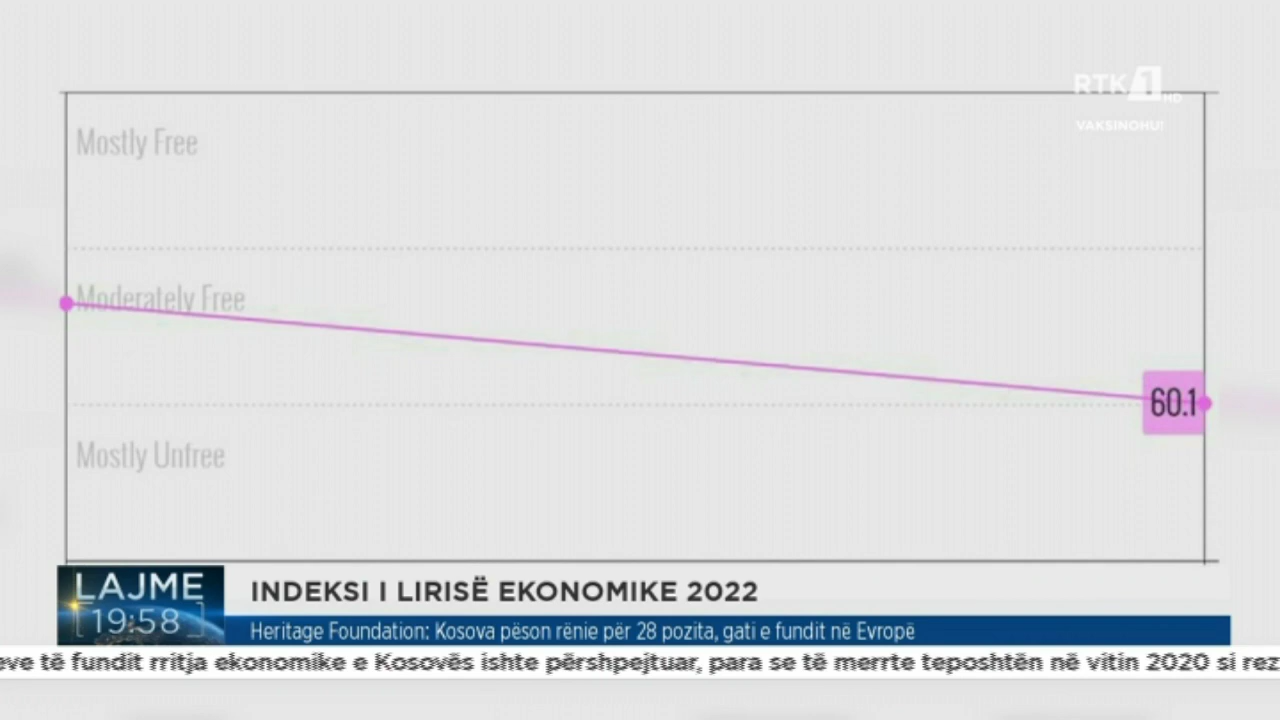 RTK 1 HD
VAKSINOHU!
Mostly Free
Moderately Free
60.1
Mostly Unfree
LAJME
19:58
INDEKSI I LIRISË EKONOMIKE 2022
Heritage Foundation: Kosova pëson rënie për 28 pozita, gati e fundit në Evropë
eve të fundit rritja ekonomike e Kosovës ishte përshpejtuar, para se të merrte teposhtën në vitin 2020 si rez